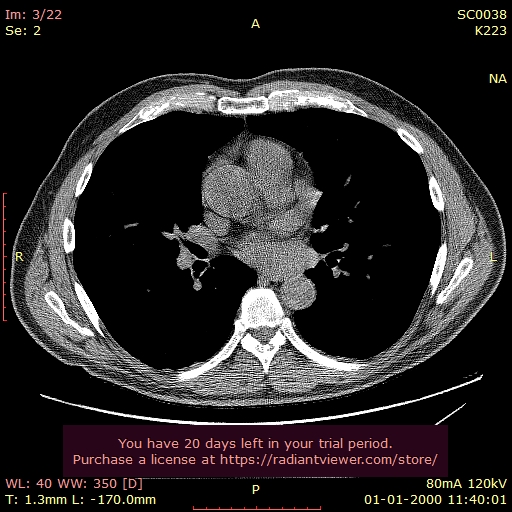 Im: 3/22
Se: 2
A
SC0038
K223
NA
R
L
You have 20 days left in your trial period.
Purchase a license at https://radiantviewer.com/store/
WL: 40 WW: 350 [D]
T: 1.3mm L: -170.0mm
P
80mA 120kV
01-01-2000 11:40:01